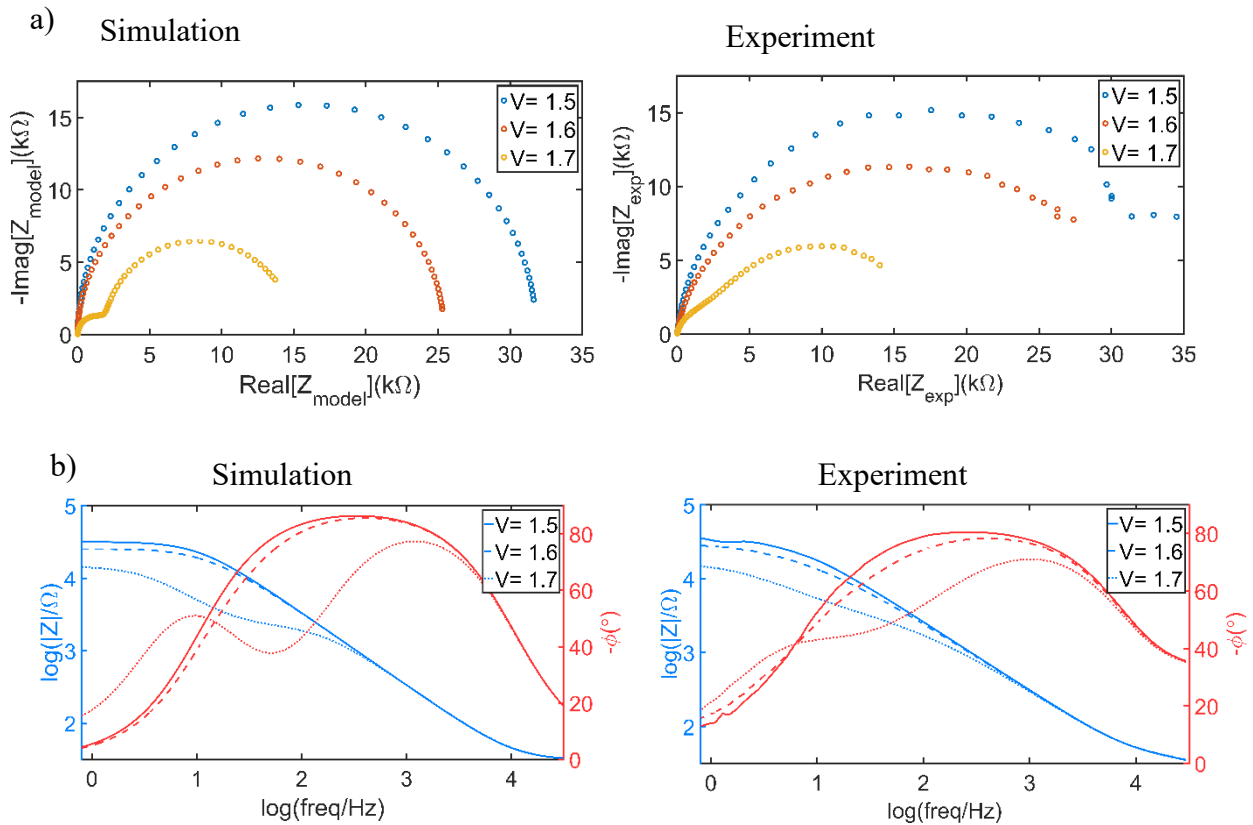 a)
Simulation
Experiment
-Imag[Z_model](kΩ)
15
10
5
0
0 5 10 15 20 25 30 35
Real[Z_model](kΩ)
V= 1.5
V= 1.6
V= 1.7
-Imag[Z_exp](kΩ)
15
10
5
0
0 5 10 15 20 25 30 35
Real[Z_exp](kΩ)
V= 1.5
V= 1.6
V= 1.7
b)
Simulation
Experiment
log(|Z|/Ω)
5
4
3
2
0 1 2 3 4
log(freq/Hz)
V= 1.5
V= 1.6
V= 1.7
80
60
40
20
0
-ϕ(°)
log(|Z|/Ω)
5
4
3
2
0 1 2 3 4
log(freq/Hz)
V= 1.5
V= 1.6
V= 1.7
80
60
40
20
0
-ϕ(°)